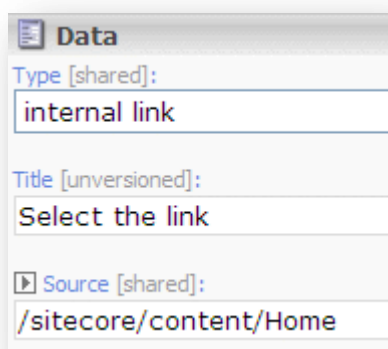 Data
Type [shared]:
internal link
Title [unversioned]:
Select the link
Source [shared]:
/sitecore/content/Home